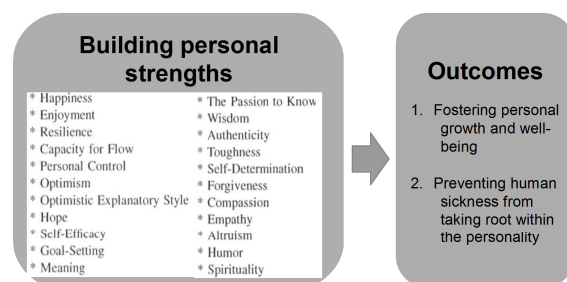 Building personal
strengths
* Happiness
* Enjoyment
* Resilience
* Capacity for Flow
* Personal Control
* Optimism
* Optimistic Explanatory Style
* Hope
* Self-Efficacy
* Goal-Setting
* Meaning
* The Passion to Know
* Wisdom
* Authenticity
* Toughness
* Self-Determination
* Forgiveness
* Compassion
* Empathy
* Altruism
* Humor
* Spirituality
Outcomes
1. Fostering personal
growth and well-
being
2. Preventing human
sickness from
taking root within
the personality